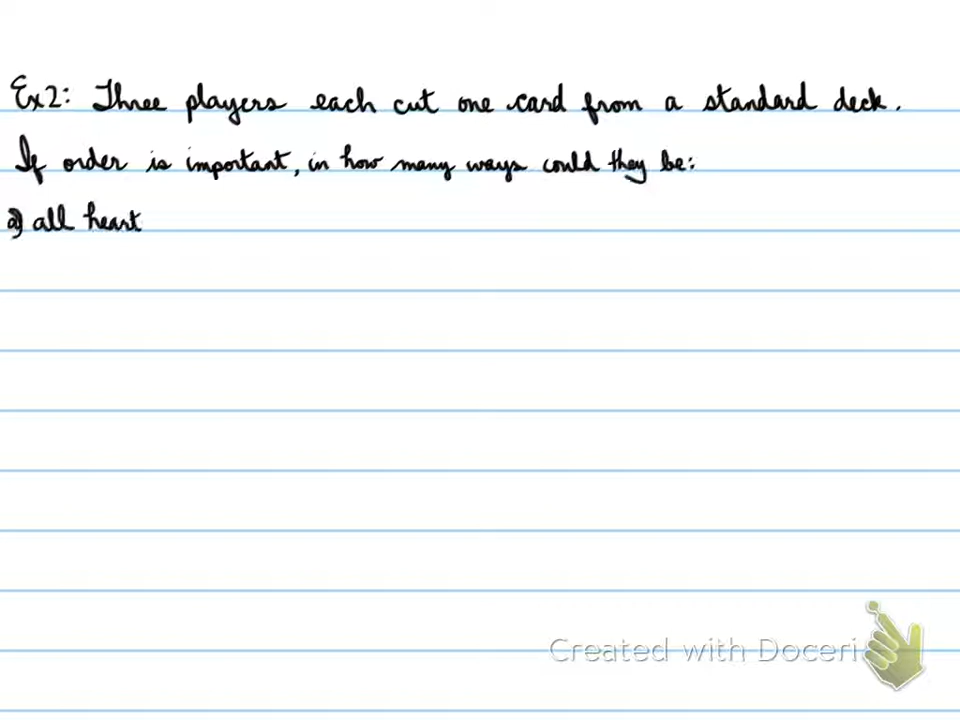 Ex2: Three players each cut one card from a standard deck.
If order is important, in how many ways could they be:
a) all heart
Created with Doceri